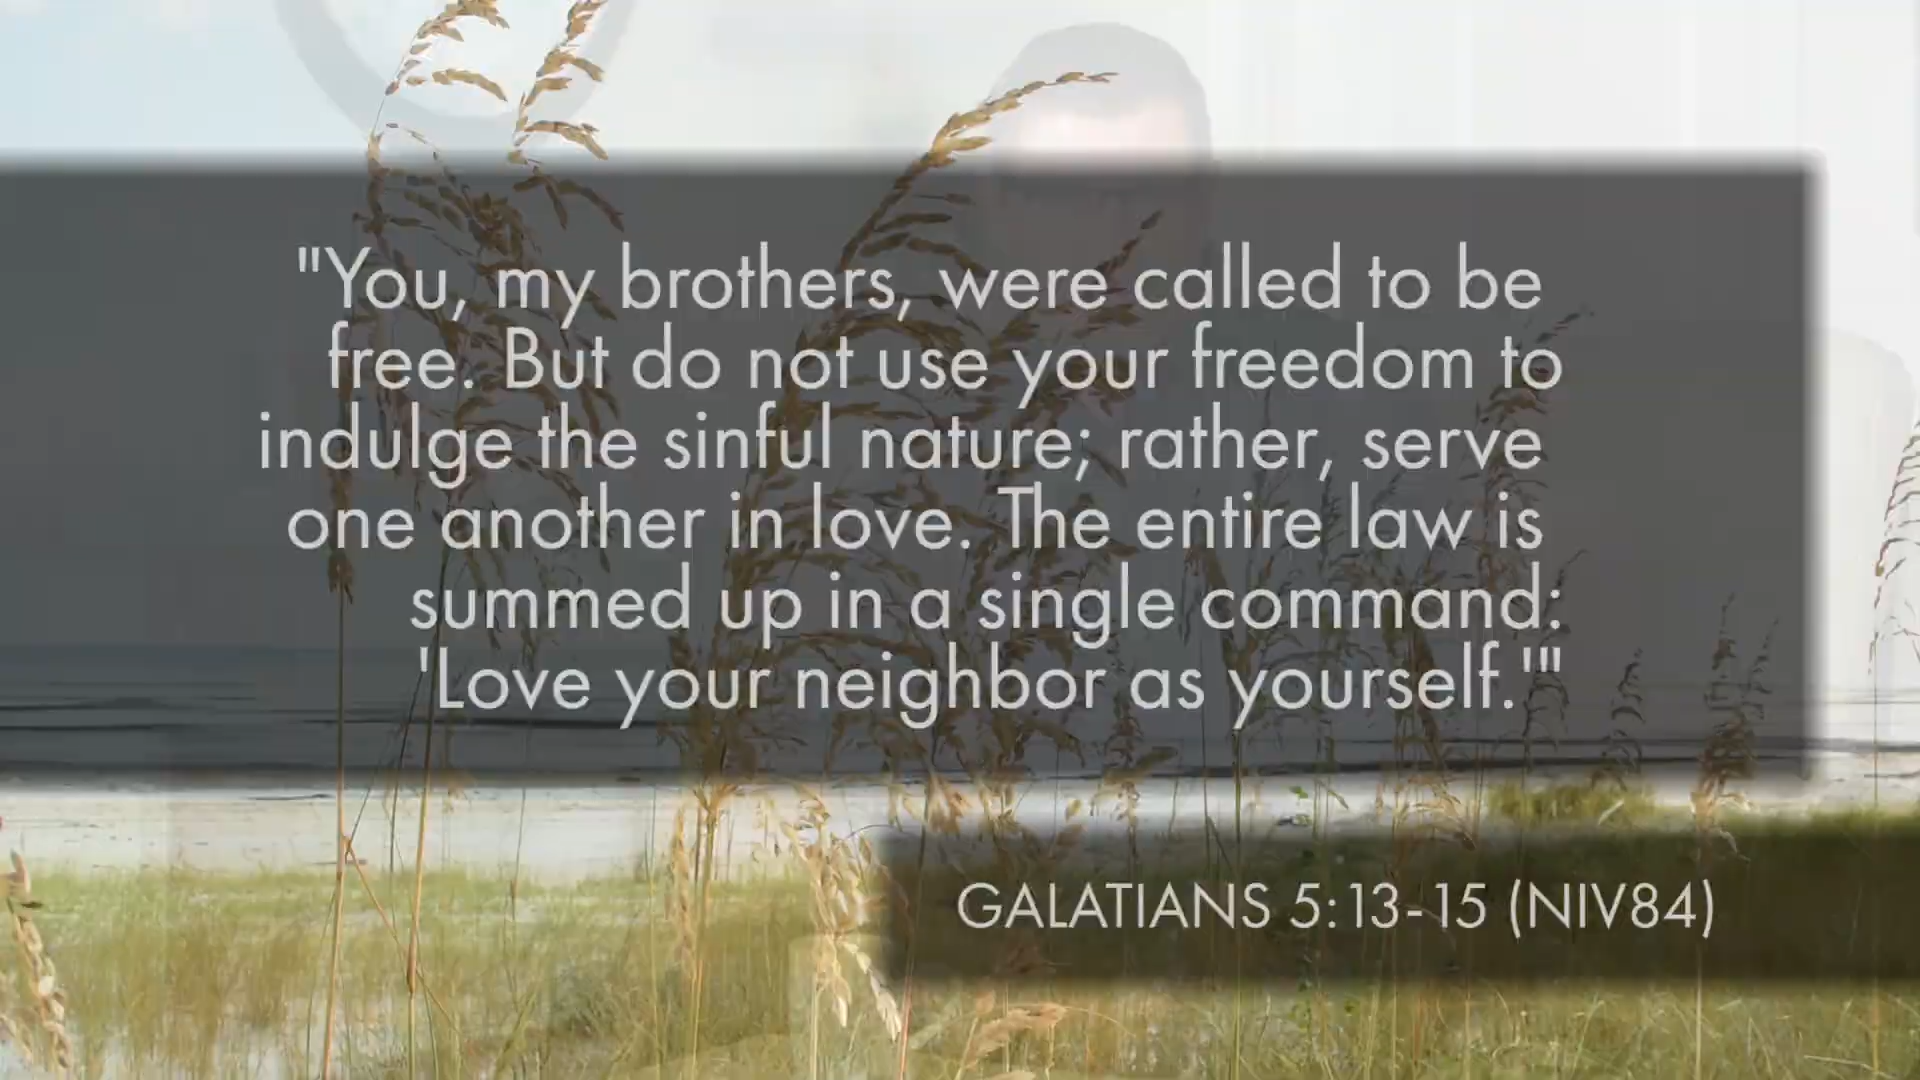 "You, my brothers, were called to be
free. But do not use your freedom to
indulge the sinful nature; rather, serve
one another in love. The entire law is
summed up in a single command:
'Love your neighbor as yourself.'"
GALATIANS 5:13-15 (NIV84)